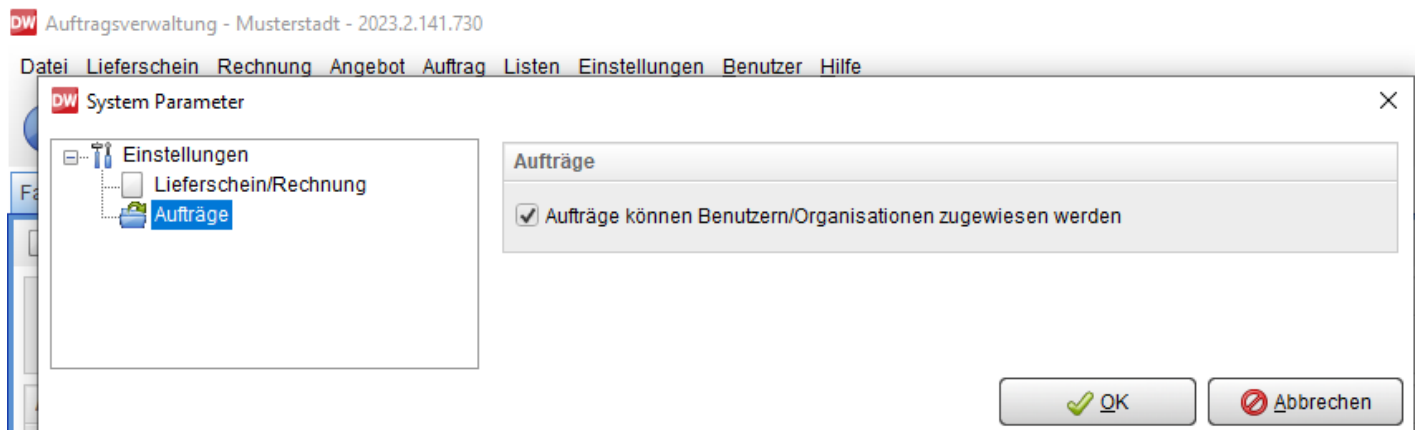 DW Auftragsverwaltung - Musterstadt - 2023.2.141.730
Datei Lieferschein Rechnung Angebot Auftrag Listen Einstellungen Benutzer Hilfe
DW System Parameter
Einstellungen
Lieferschein/Rechnung
Aufträge
Aufträge
Aufträge können Benutzern/Organisationen zugewiesen werden
OK Abbrechen